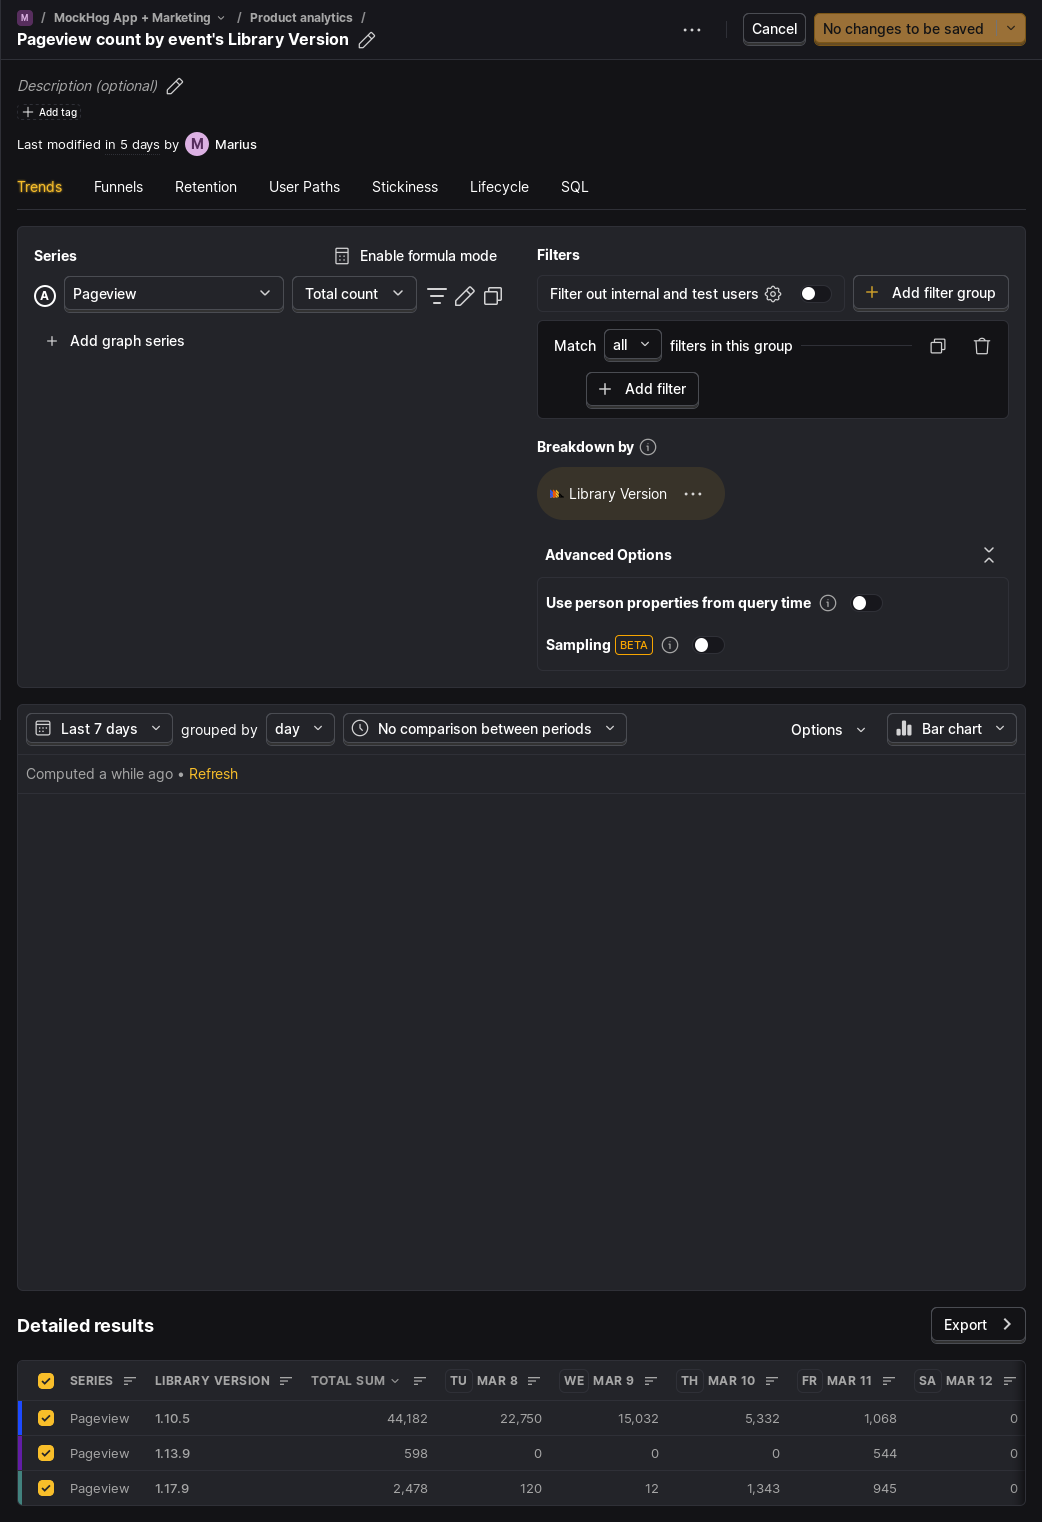 M / MockHog App + Marketing / Product analytics /
Pageview count by event's Library Version
Cancel
No changes to be saved
Description (optional)
Add tag
Last modified in 5 days by M Marius
Trends Funnels Retention User Paths Stickiness Lifecycle SQL
Series
Enable formula mode
A Pageview Total count
Add graph series
Filters
Filter out internal and test users
Add filter group
Match all filters in this group
Add filter
Breakdown by
Library Version
Advanced Options
Use person properties from query time
Sampling BETA
Last 7 days grouped by day No comparison between periods Options Bar chart
Computed a while ago • Refresh
Detailed results
Export
SERIES LIBRARY VERSION TOTAL SUM TU MAR 8 WE MAR 9 TH MAR 10 FR MAR 11 SA MAR 12
Pageview 1.10.5 44,182 22,750 15,032 5,332 1,068 0
Pageview 1.13.9 598 0 0 0 544 0
Pageview 1.17.9 2,478 120 12 1,343 945 0